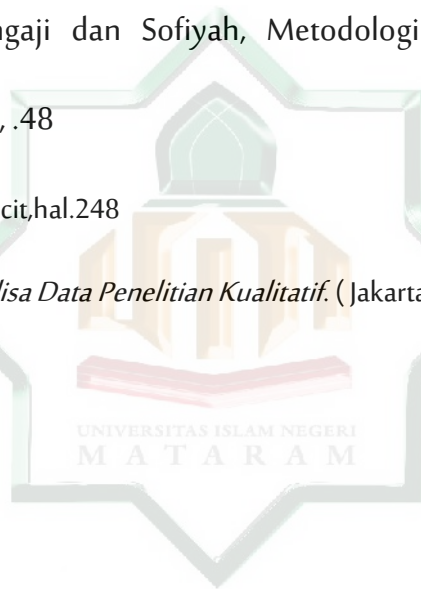 ngaji dan Sofiyah, Metodologi
, .48
cit,hal.248
lisa Data Penelitian Kualitatif. ( Jakarta
UNIVERSITAS ISLAM NEGERI
M A T A R A M